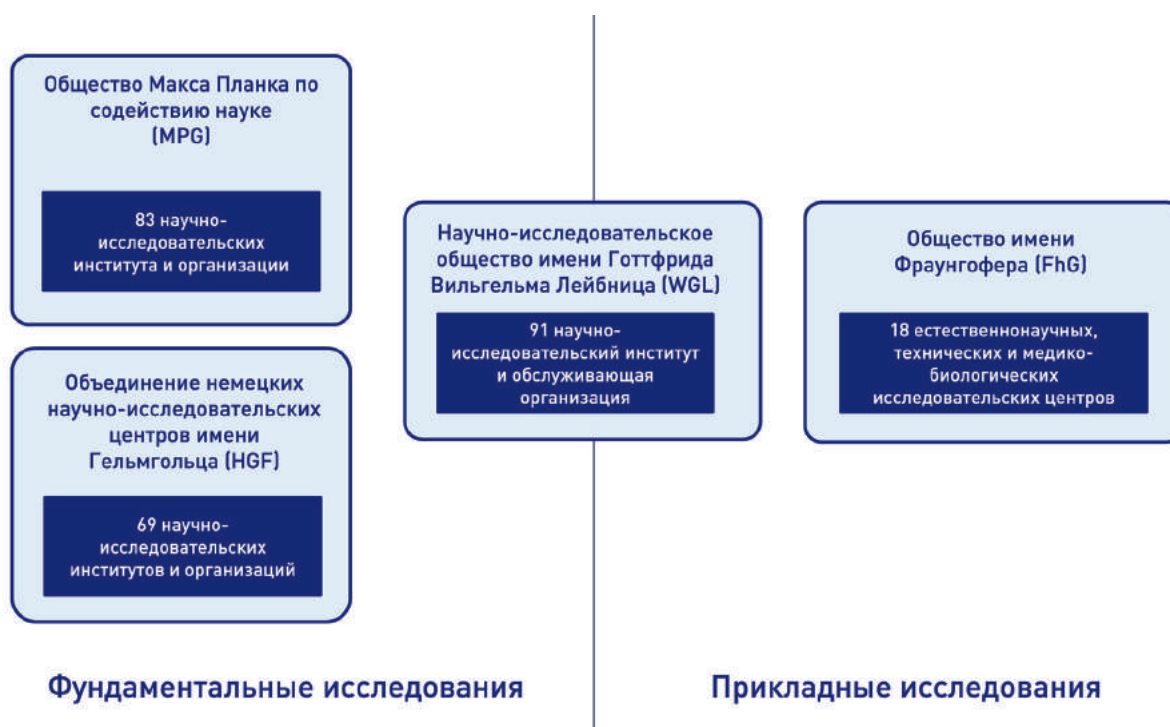 Общество Макса Планка по
содействию науке
(MPG)
83 научно-
исследовательских
института и организации
Объединение немецких
научно-исследовательских
центров имени
Гельмгольца (HGF)
69 научно-
исследовательских
институтов и организаций
Научно-исследовательское
общество имени Готтфрида
Вильгельма Лейбница (WGL)
91 научно-
исследовательский институт
и обслуживающая
организация
Общество имени
Фраунгофера (FhG)
18 естественнонаучных,
технических и медико-
биологических
исследовательских центров
Фундаментальные исследования
Прикладные исследования